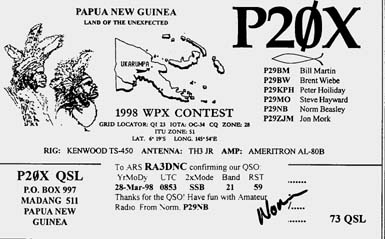 PAPUA NEW GUINEA
LAND OF THE UNEXPECTED
P2ØX
UKARUMPA
P29BM Bill Martin
P29BW Brent Wiebe
P29KPH Peter Holliday
P29MO Steve Hayward
P29NB Norm Beasley
P29ZJM Jon Mork
1998 WPX CONTEST
GRID LOCATOR: QI 23 IOTA: OC-34 CQ ZONE: 28
ITU ZONE: 51
LAT. 6° 19'S LONG. 145°54'E
RIG: KENWOOD TS-450 ANTENNA: TH3 JR AMP: AMERITRON AL-80B
P2ØX QSL
P.O. BOX 997
MADANG 511
PAPUA NEW
GUINEA
To ARS RA3DNC confirming our QSO:
YrMoDy UTC 2xMode Band RST
28-Mar-98 0853 SSB 21 59
Thanks for the QSO! Have fun with Amateur
Radio. From Norm. P29NB
Norm
73 QSL